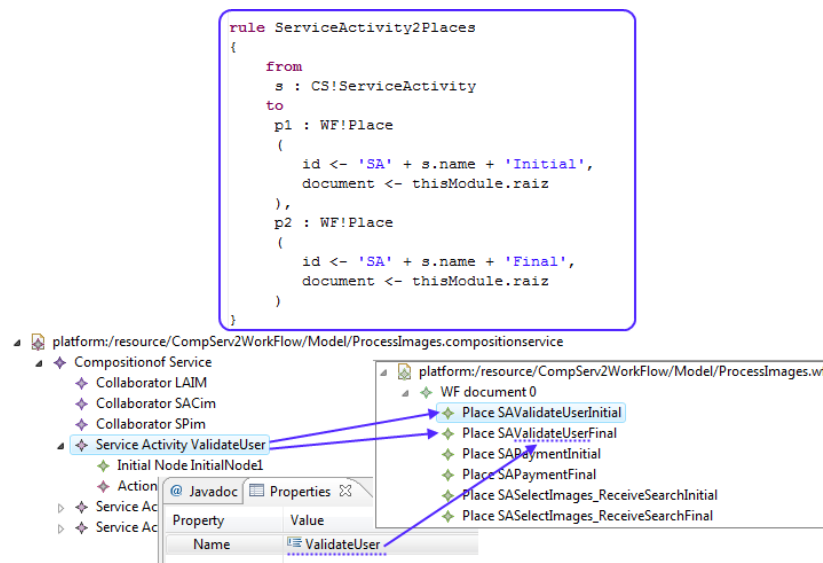 rule ServiceActivity2Places
{
from
s : CS!ServiceActivity
to
p1 : WF!Place
(
id <- 'SA' + s.name + 'Initial',
document <- thisModule.raiz
),
p2 : WF!Place
(
id <- 'SA' + s.name + 'Final',
document <- thisModule.raiz
)
}
platform:/resource/CompServ2WorkFlow/Model/ProcessImages.compositionservice
Compositionof Service
Collaborator LAIM
Collaborator SACim
Collaborator SPim
Service Activity ValidateUser
Initial Node InitialNode1
Action
Service Ac
Service Ac
platform:/resource/CompServ2WorkFlow/Model/ProcessImages.wf
WF document 0
Place SAValidateUserInitial
Place SAValidateUserFinal
Place SAPaymentInitial
Place SAPaymentFinal
Place SASelectImages_ReceiveSearchInitial
Place SASelectImages_ReceiveSearchFinal
@ Javadoc Properties
Property Value
Name ValidateUser